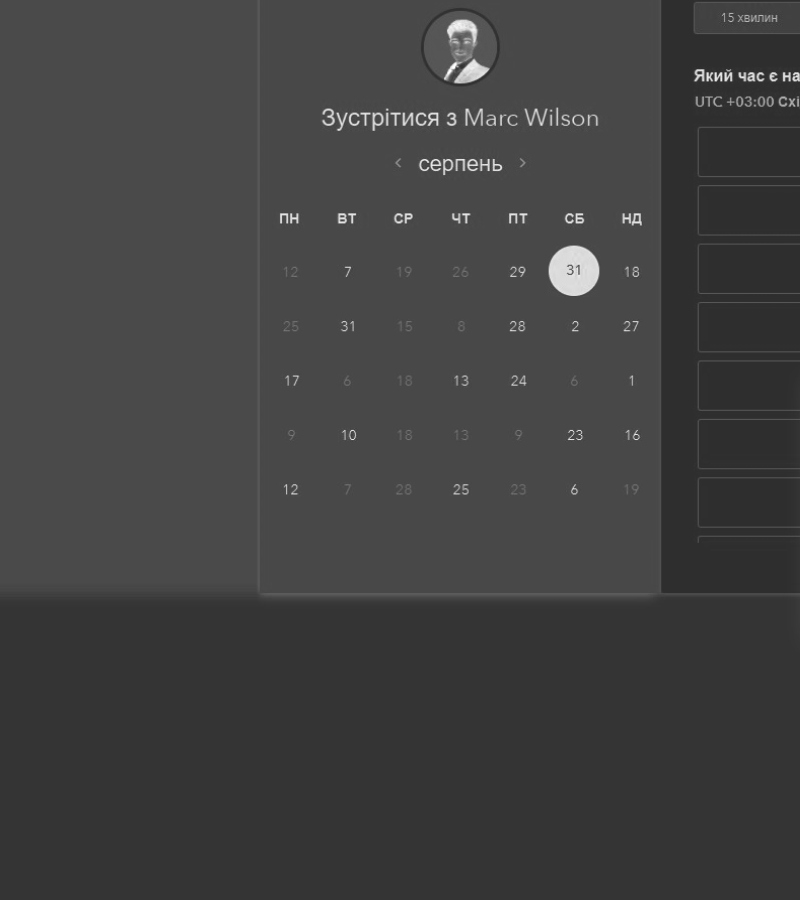 Зустрітися з Marc Wilson
серпень
ПН ВТ СР ЧТ ПТ СБ НД
12 7 19 26 29 31 18
25 31 15 8 28 2 27
17 6 18 13 24 6 1
9 10 18 13 9 23 16
12 7 28 25 23 6 19
15 хвилин
Який час є на
UTC +03:00 Схі